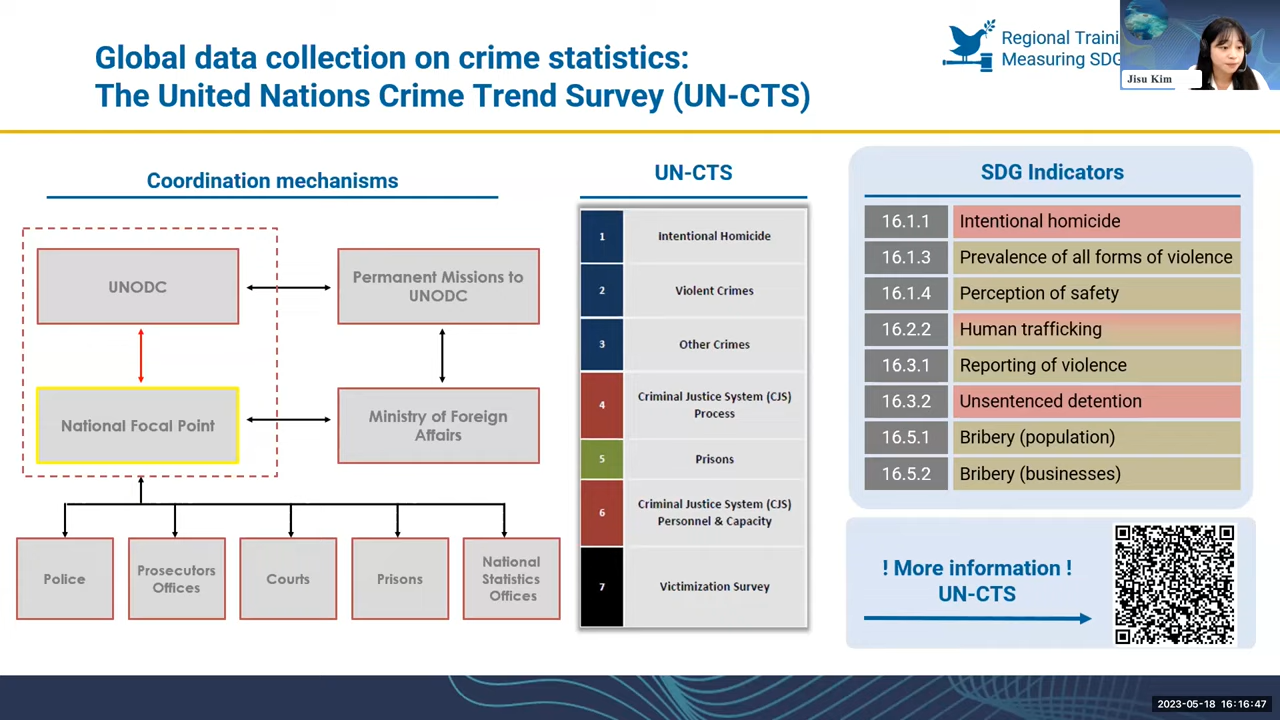 Global data collection on crime statistics:
The United Nations Crime Trend Survey (UN-CTS)
Regional Traini
Measuring SDG
Jisu Kim
Coordination mechanisms
UNODC
Permanent Missions to
UNODC
National Focal Point
Ministry of Foreign
Affairs
Police
Prosecutors
Offices
Courts
Prisons
National
Statistics
Offices
UN-CTS
1 Intentional Homicide
2 Violent Crimes
3 Other Crimes
4 Criminal Justice System (CJS)
Process
5 Prisons
6 Criminal Justice System (CJS)
Personnel & Capacity
7 Victimization Survey
SDG Indicators
16.1.1 Intentional homicide
16.1.3 Prevalence of all forms of violence
16.1.4 Perception of safety
16.2.2 Human trafficking
16.3.1 Reporting of violence
16.3.2 Unsentenced detention
16.5.1 Bribery (population)
16.5.2 Bribery (businesses)
! More information !
UN-CTS
2023-05-18 16:16:47